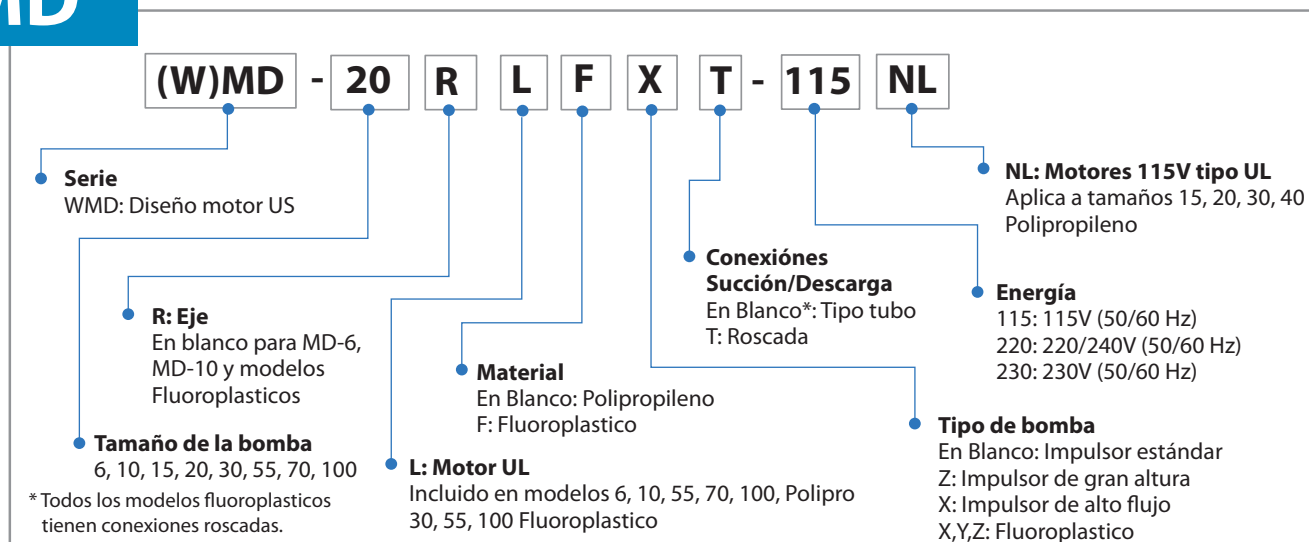 MD
(W)MD - 20 R L F X T - 115 NL
Serie
WMD: Diseño motor US
R: Eje
En blanco para MD-6,
MD-10 y modelos
Fluoroplasticos
Tamaño de la bomba
6, 10, 15, 20, 30, 55, 70, 100
* Todos los modelos fluoroplasticos
tienen conexiones roscadas.
L: Motor UL
Incluido en modelos 6, 10, 55, 70, 100, Polipro
30, 55, 100 Fluoroplastico
Material
En Blanco: Polipropileno
F: Fluoroplastico
Conexiónes
Succión/Descarga
En Blanco*: Tipo tubo
T: Roscada
NL: Motores 115V tipo UL
Aplica a tamaños 15, 20, 30, 40
Polipropileno
Energía
115: 115V (50/60 Hz)
220: 220/240V (50/60 Hz)
230: 230V (50/60 Hz)
Tipo de bomba
En Blanco: Impulsor estándar
Z: Impulsor de gran altura
X: Impulsor de alto flujo
X,Y,Z: Fluoroplastico